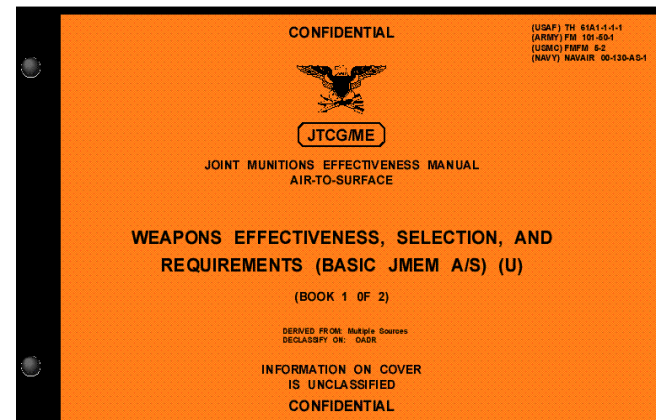 CONFIDENTIAL
(USAF) TH 61A1-1-1-1
(ARMY) FM 101-50-1
(USMC) FMFM 5-2
(NAVY) NAVAIR 00-130-AS-1
JTCG/ME
JOINT MUNITIONS EFFECTIVENESS MANUAL
AIR-TO-SURFACE
WEAPONS EFFECTIVENESS, SELECTION, AND
REQUIREMENTS (BASIC JMEM A/S) (U)
(BOOK 1 0F 2)
DERIVED FROM: Multiple Sources
DECLASSIFY ON: OADR
INFORMATION ON COVER
IS UNCLASSIFIED
CONFIDENTIAL